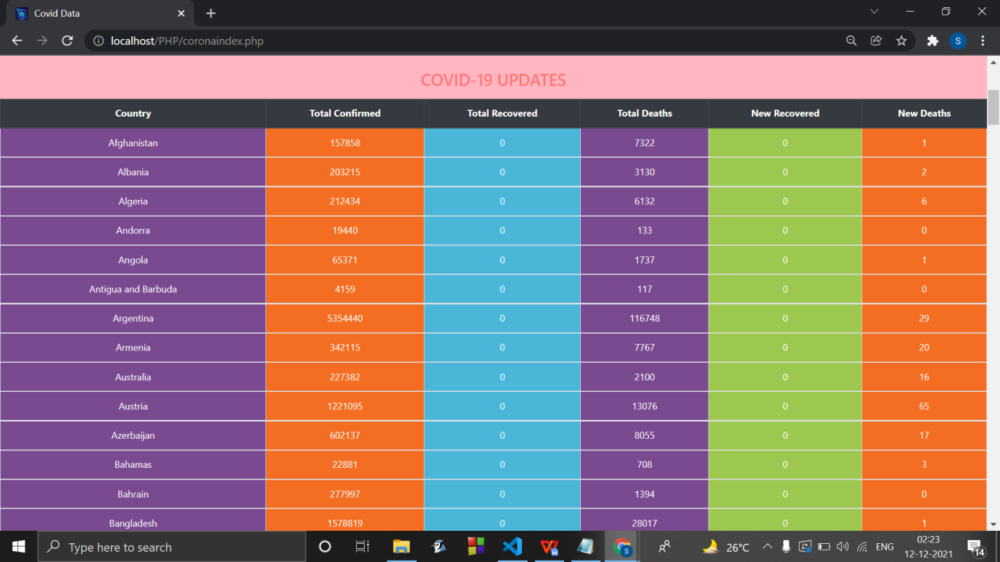 Covid Data
localhost/PHP/coronaindex.php
S
COVID-19 UPDATES
Country Total Confirmed Total Recovered Total Deaths New Recovered New Deaths
Afghanistan 157858 0 7322 0 1
Albania 203215 0 3130 0 2
Algeria 212434 0 6132 0 6
Andorra 19440 0 133 0 0
Angola 65371 0 1737 0 1
Antigua and Barbuda 4159 0 117 0 0
Argentina 5354440 0 116748 0 29
Armenia 342115 0 7767 0 20
Australia 227382 0 2100 0 16
Austria 1221095 0 13076 0 65
Azerbaijan 602137 0 8055 0 17
Bahamas 22881 0 708 0 3
Bahrain 277997 0 1394 0 0
Bangladesh 1578819 0 28017 0 1
Type here to search
S
26°C
ENG
02:23
12-12-2021
14